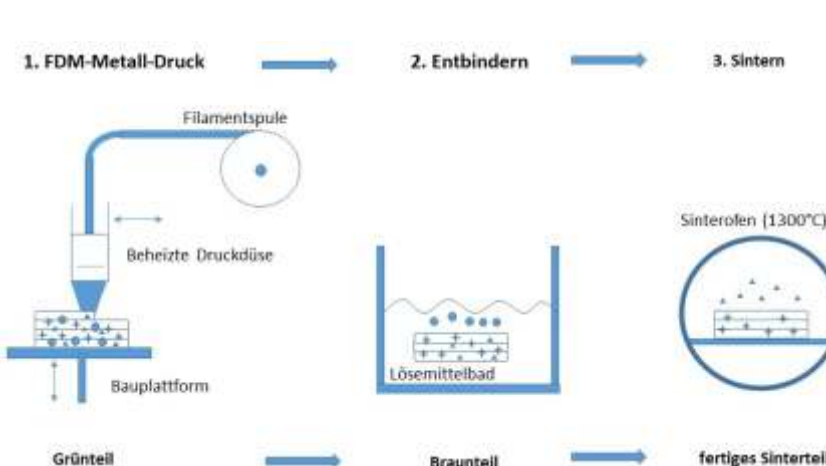 1. FDM-Metall-Druck
2. Entbindern
3. Sintern
Filamentspule
Sinterofen (1300°C)
Beheizte Druckdüse
Lösemittelbad
Bauplattform
Grünteil
Braunteil
fertiges Sinterteil